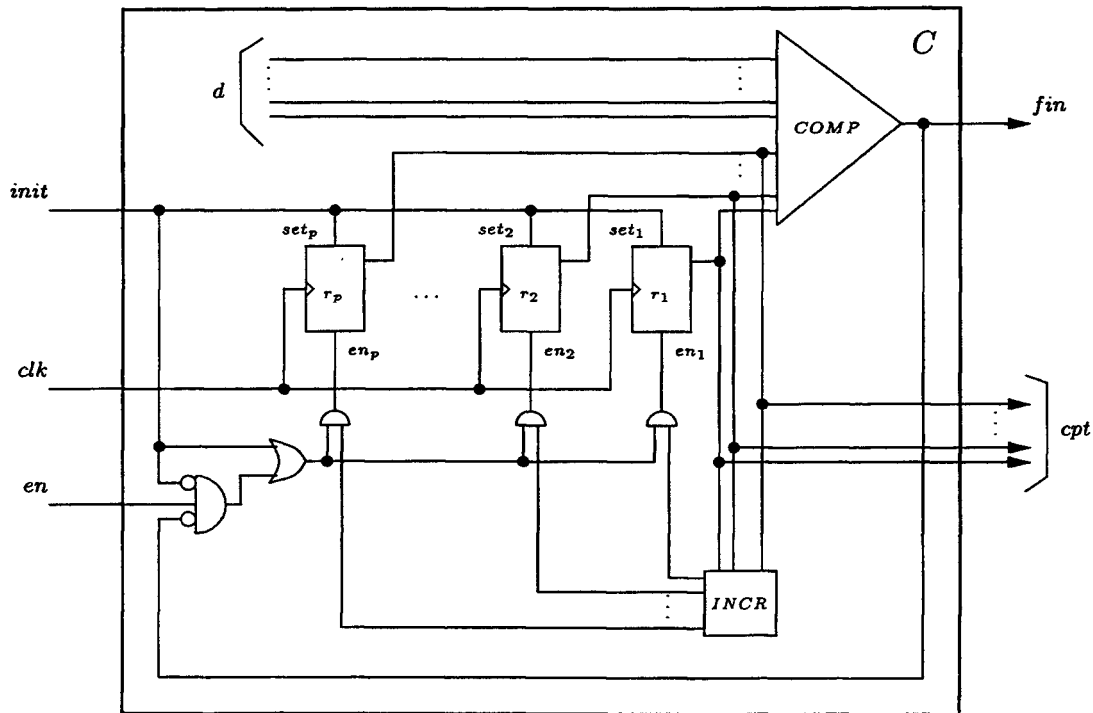 C
d
COMP
fin
init
set_p
set_2
set_1
r_p
...
r_2
r_1
en_p
en_2
en_1
clk
cpt
en
INCR